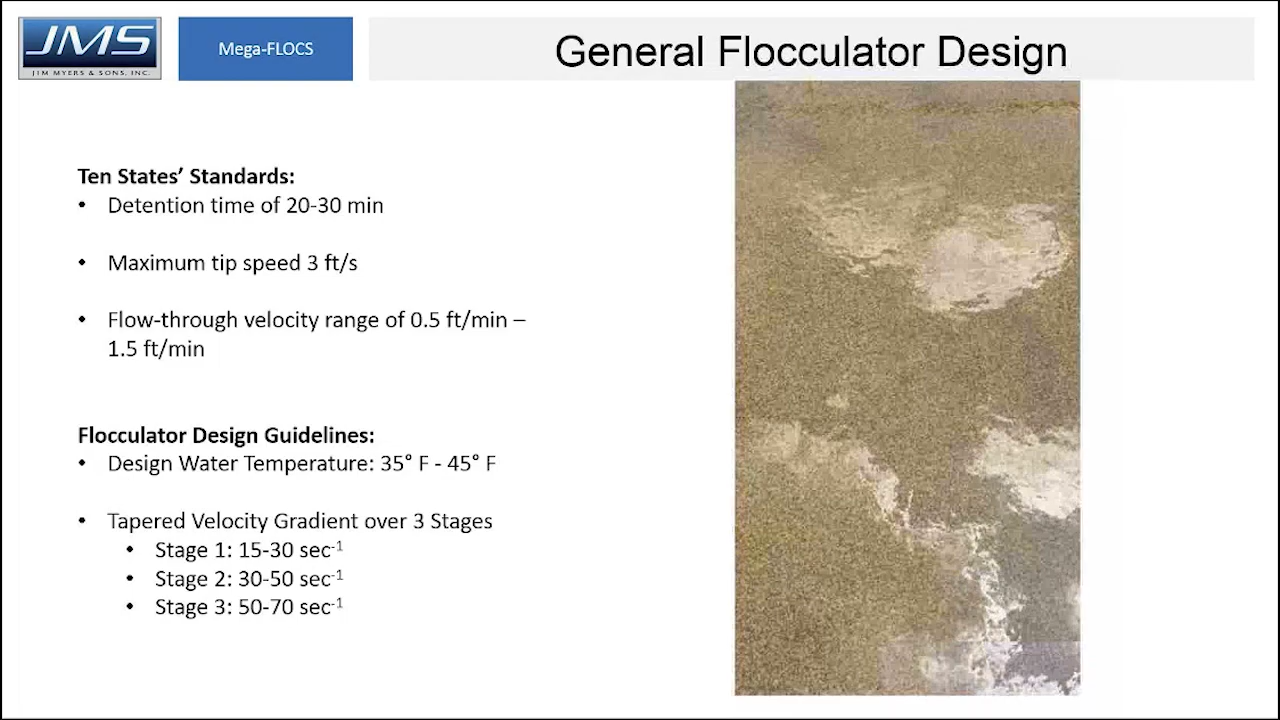 JMS
JIM MYERS & SONS, INC.
Mega-FLOCS
General Flocculator Design
Ten States’ Standards:
• Detention time of 20-30 min
• Maximum tip speed 3 ft/s
• Flow-through velocity range of 0.5 ft/min –
1.5 ft/min
Flocculator Design Guidelines:
• Design Water Temperature: 35° F - 45° F
• Tapered Velocity Gradient over 3 Stages
• Stage 1: 15-30 sec⁻¹
• Stage 2: 30-50 sec⁻¹
• Stage 3: 50-70 sec⁻¹